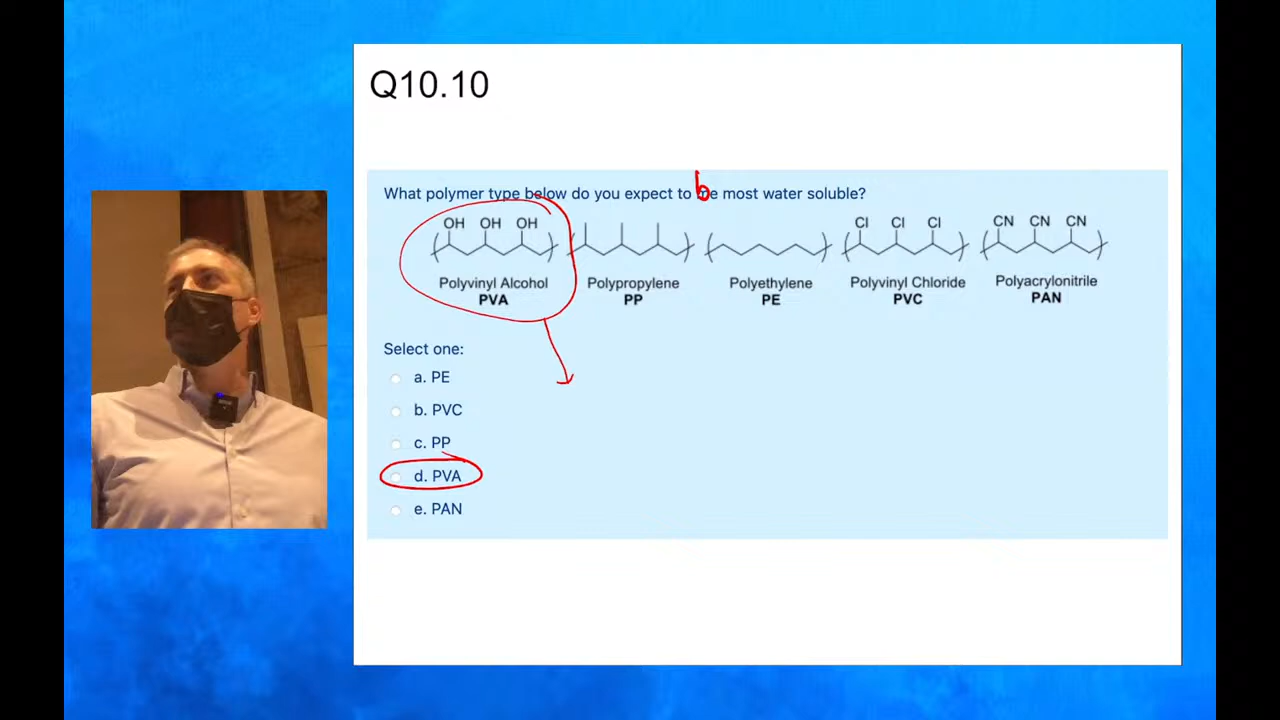 Q10.10
What polymer type below do you expect to me most water soluble?
b
OH OH OH
Cl Cl Cl
CN CN CN
Polyvinyl Alcohol
PVA
Polypropylene
PP
Polyethylene
PE
Polyvinyl Chloride
PVC
Polyacrylonitrile
PAN
Select one:
a. PE
b. PVC
c. PP
d. PVA
e. PAN